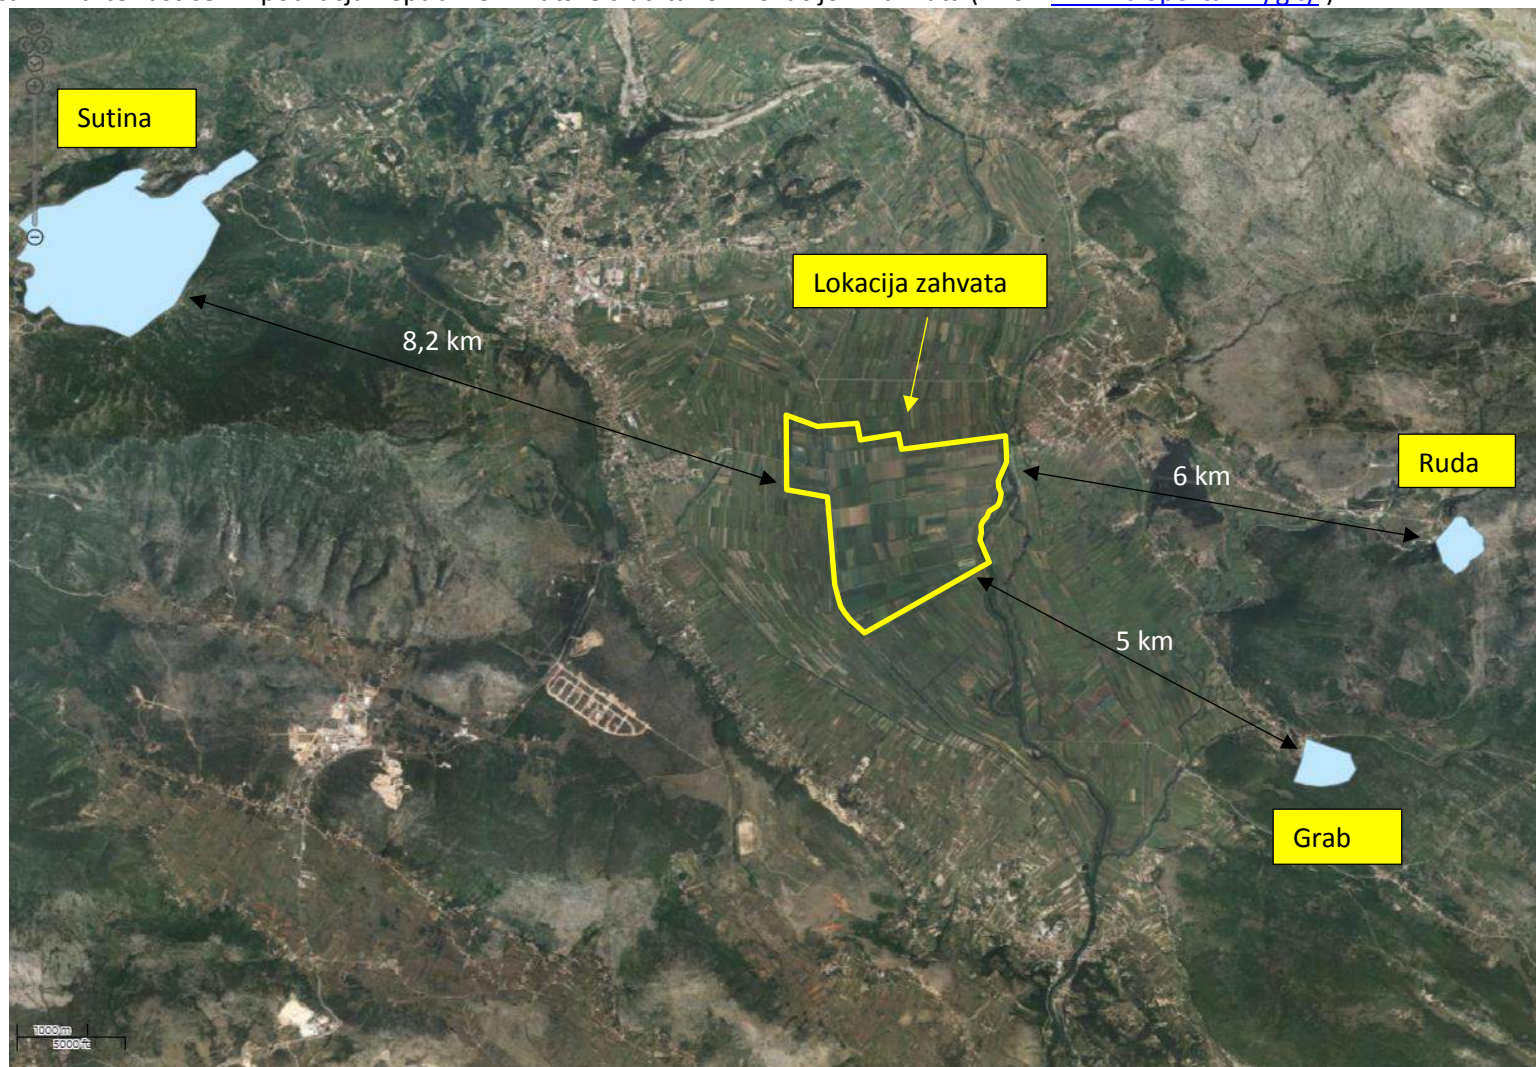 Sutina
Lokacija zahvata
8,2 km
Ruda
6 km
5 km
Grab
1000 m
5000 ft